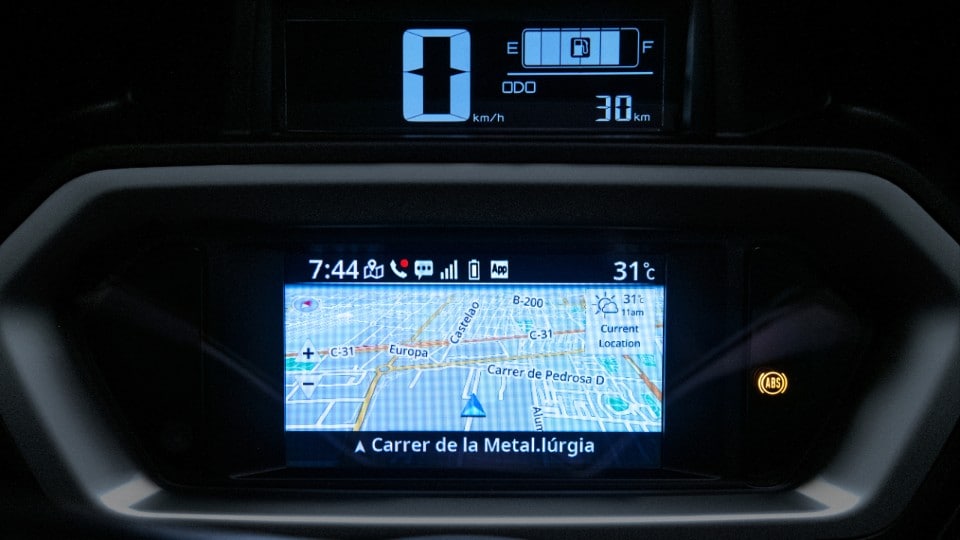 0 km/h
E F
ODO
30 km
7:44 App 31°C
B-200
31°c
11am
Current
Location
Castelao
C-31
C-31
Europa
Carrer de Pedrosa D
Alum
ABS
Carrer de la Metal.lúrgia